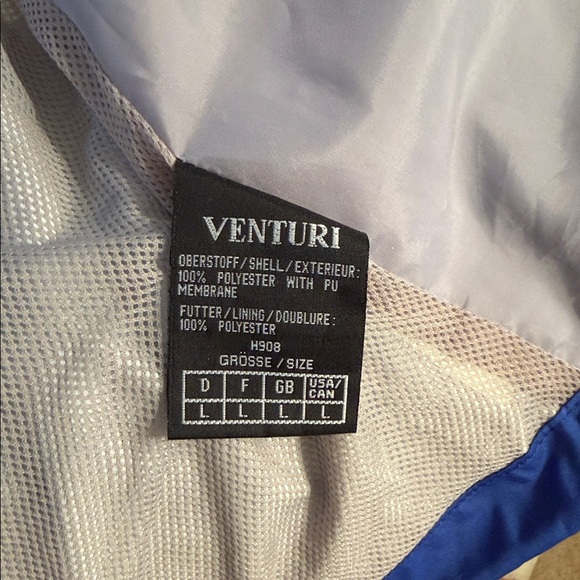 VENTURI
OBERSTOFF/SHELL/EXTERIEUR:
100% POLYESTER WITH PU
MEMBRANE
FUTTER/LINING/DOUBLURE:
100% POLYESTER
H908
GRÖSSE/SIZE
D F GB USA/CAN
L L L L